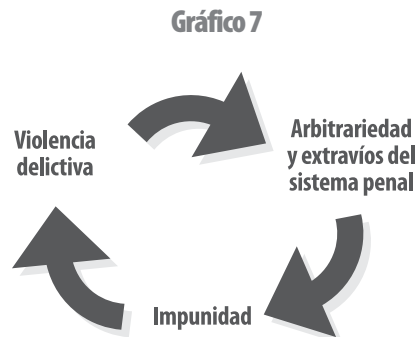 Gráfico 7
Violencia
delictiva
Arbitrariedad
y extravíos del
sistema penal
Impunidad